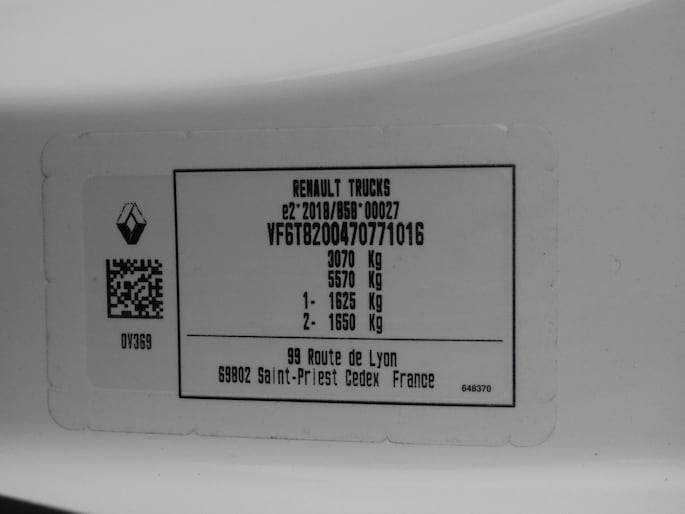 RENAULT TRUCKS
e2*2018/858*00027
VF6T8200470771016
3070 Kg
5570 Kg
1- 1625 Kg
2- 1650 Kg
0V369
99 Route de Lyon
69802 Saint-Priest Cedex France
648370